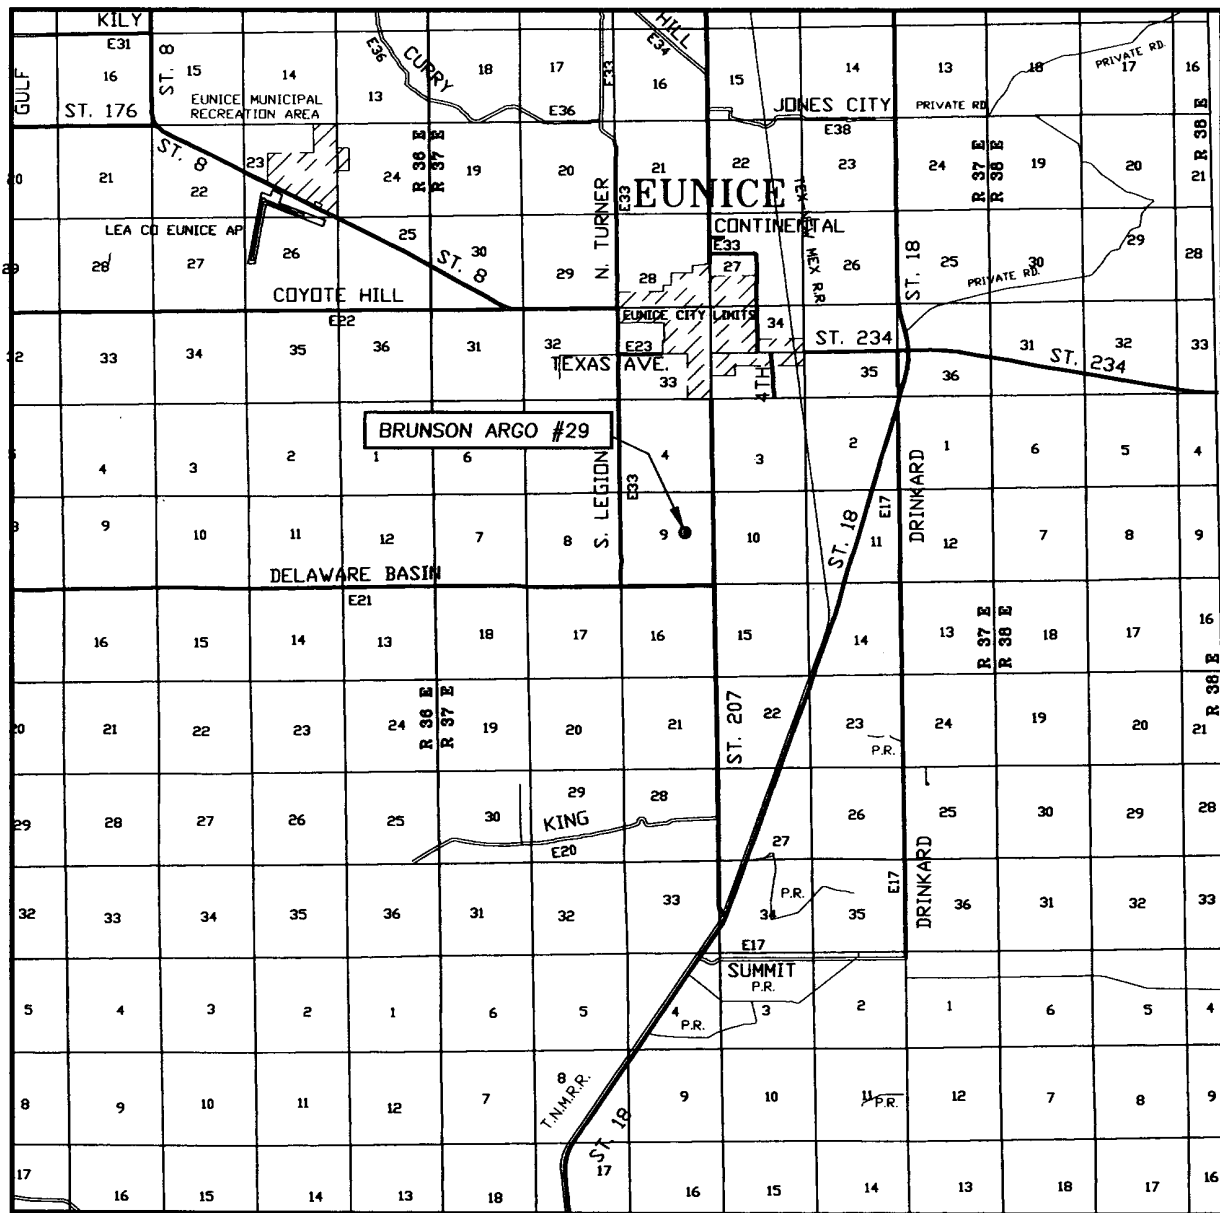 KILY
E31
ST. 8
GULF
16 15 14 13 18 17 16 15 14 13 18 17 16
E36
CURRY
E33
HILL
E34
PRIVATE RD.
ST. 176
EUNICE MUNICIPAL
RECREATION AREA
E36
JONES CITY
E38
PRIVATE RD
R 38 E
ST. 8
R 36 E
R 37 E
R 37 E
R 38 E
20 21 22 23 24 19 20 21 22 23 24 19 20 21
EUNICE
N. TURNER
E33
TEX NEW MEX R.R
LEA CO EUNICE AP
CONTINENTAL
E33
ST. 18
29 28 27 26 25 30 29 28 27 26 25 30 29 28
ST. 8
PRIVATE RD.
COYOTE HILL
E22
EUNICE CITY LIMITS
E23
TEXAS AVE.
ST. 234
ST. 234
4TH
32 33 34 35 36 31 32 33 34 35 36 31 32 33
BRUNSON ARGO #29
4 3 2 1 6 4 3 2 1 6 5 4
S. LEGION
E33
E17
DRINKARD
ST. 18
8 9 10 11 12 7 8 9 10 11 12 7 8 9
DELAWARE BASIN
E21
R 37 E
R 38 E
16 15 14 13 18 17 16 15 14 13 18 17 16
R 36 E
R 37 E
R 38 E
20 21 22 23 24 19 20 21 22 23 24 19 20 21
ST. 207
P.R.
29 28 27 26 25 30 29 28 27 26 25 30 29 28
KING
E20
P.R.
E17
DRINKARD
32 33 34 35 36 31 32 33 34 35 36 31 32 33
E17
SUMMIT
P.R.
P.R.
5 4 3 2 1 6 5 4 3 2 1 6 5 4
8 9 10 11 12 7 8 9 10 11 12 7 8 9
P.R.
T.N.M.R.R.
ST. 18
17 16 15 14 13 18 17 16 15 14 13 18 17 16